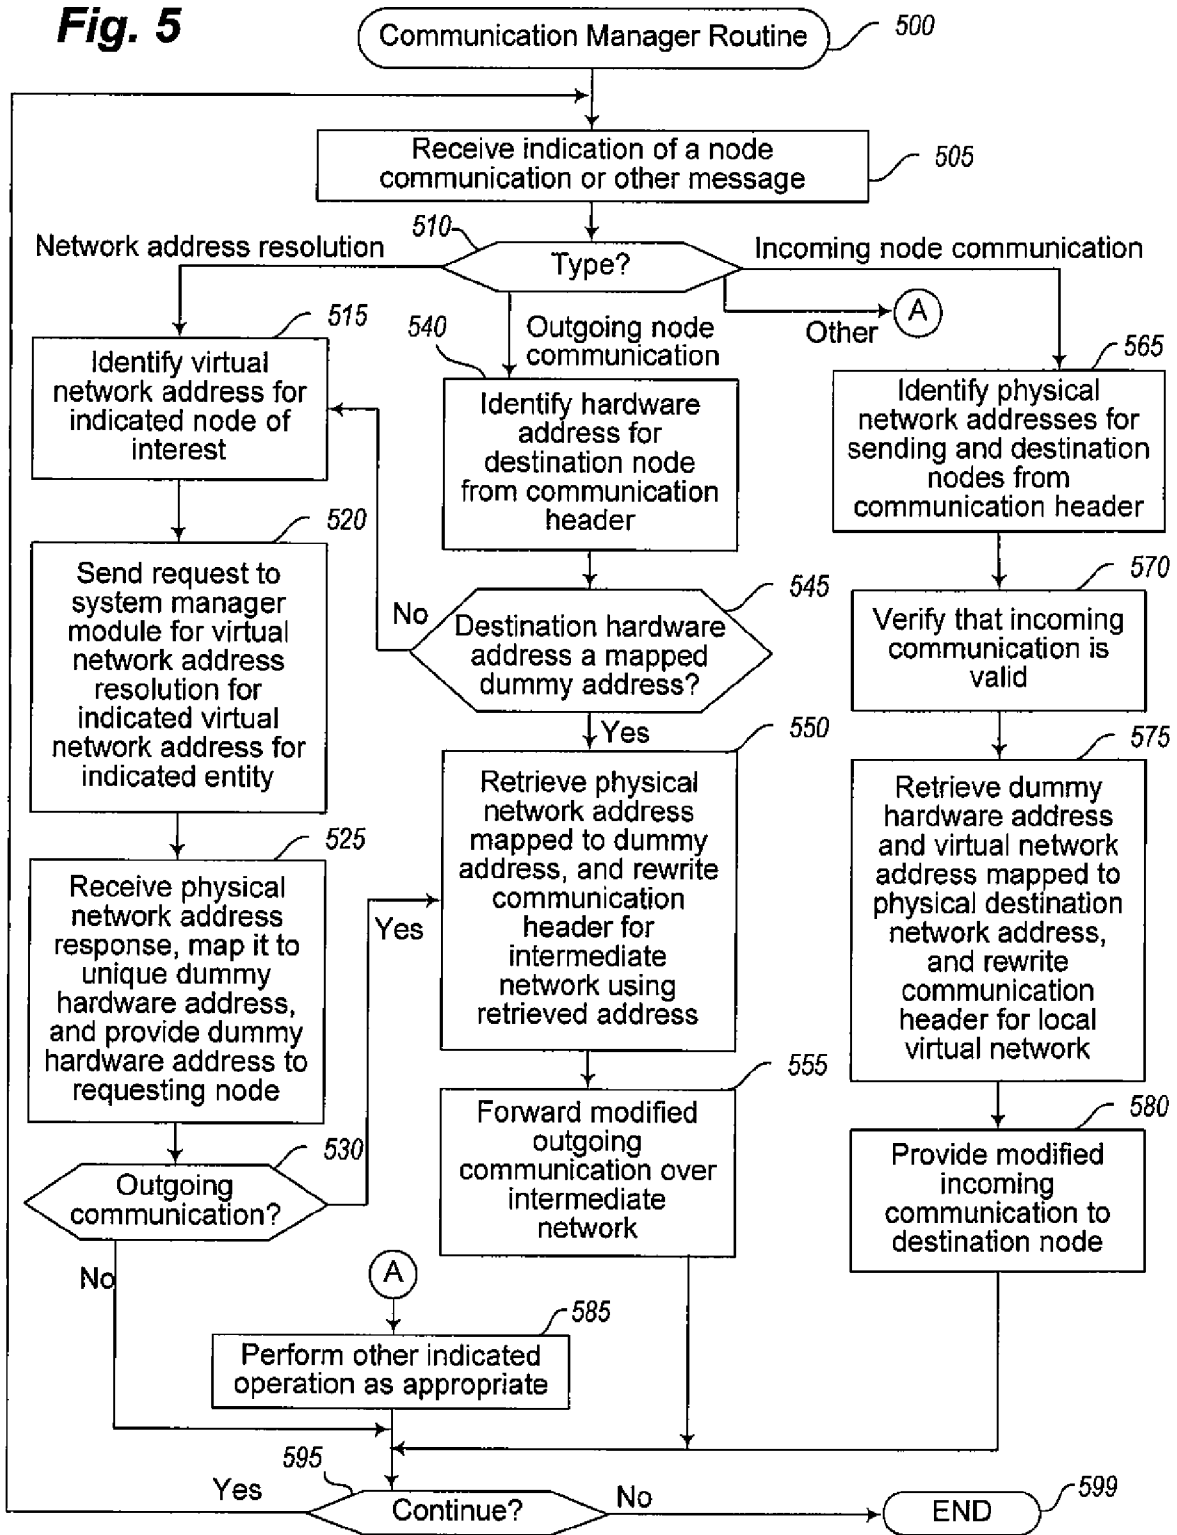 Fig. 5
Communication Manager Routine
500
Receive indication of a node
communication or other message
505
510
Type?
Network address resolution
Incoming node communication
Outgoing node
communication
Other
A
515
Identify virtual
network address for
indicated node of
interest
520
Send request to
system manager
module for virtual
network address
resolution for
indicated virtual
network address for
indicated entity
525
Receive physical
network address
response, map it to
unique dummy
hardware address,
and provide dummy
hardware address to
requesting node
530
Outgoing
communication?
Yes
No
540
Identify hardware
address for
destination node
from communication
header
545
Destination hardware
address a mapped
dummy address?
No
Yes
550
Retrieve physical
network address
mapped to dummy
address, and rewrite
communication
header for
intermediate
network using
retrieved address
555
Forward modified
outgoing
communication over
intermediate
network
565
Identify physical
network addresses for
sending and destination
nodes from
communication header
570
Verify that incoming
communication is
valid
575
Retrieve dummy
hardware address
and virtual network
address mapped to
physical destination
network address,
and rewrite
communication
header for local
virtual network
580
Provide modified
incoming
communication to
destination node
A
585
Perform other indicated
operation as appropriate
595
Continue?
Yes
No
END
599